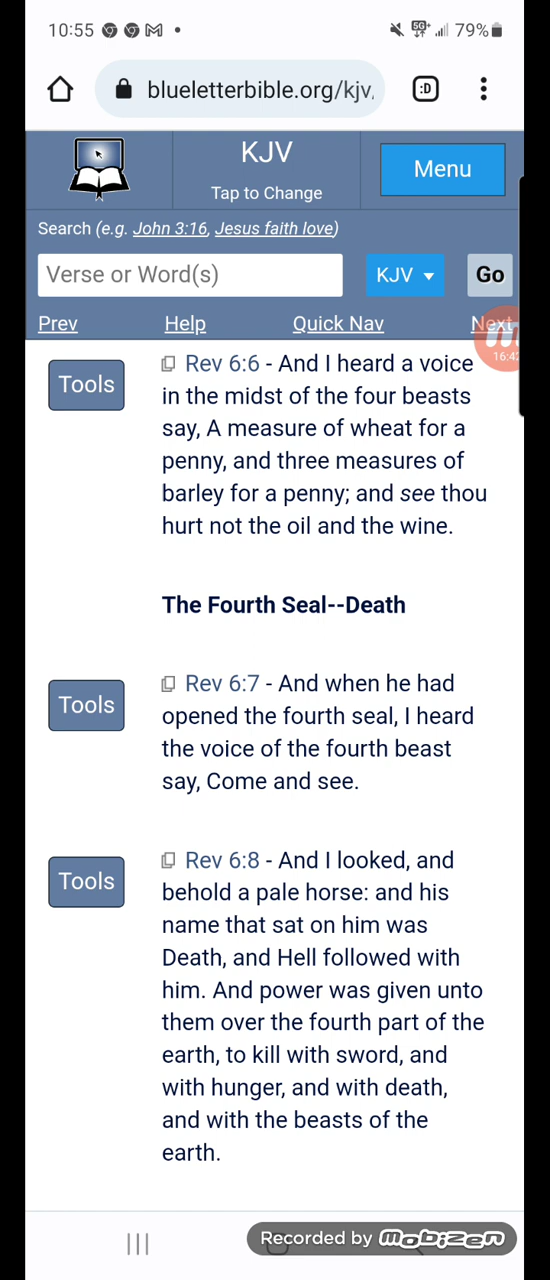 10:55 79%
blueletterbible.org/kjv, :D
KJV
Tap to Change
Menu
Search (e.g. John 3:16, Jesus faith love)
Verse or Word(s) KJV Go
Prev Help Quick Nav Next
16:42
Tools
Rev 6:6 - And I heard a voice
in the midst of the four beasts
say, A measure of wheat for a
penny, and three measures of
barley for a penny; and see thou
hurt not the oil and the wine.
The Fourth Seal--Death
Tools
Rev 6:7 - And when he had
opened the fourth seal, I heard
the voice of the fourth beast
say, Come and see.
Tools
Rev 6:8 - And I looked, and
behold a pale horse: and his
name that sat on him was
Death, and Hell followed with
him. And power was given unto
them over the fourth part of the
earth, to kill with sword, and
with hunger, and with death,
and with the beasts of the
earth.
Recorded by mobizen